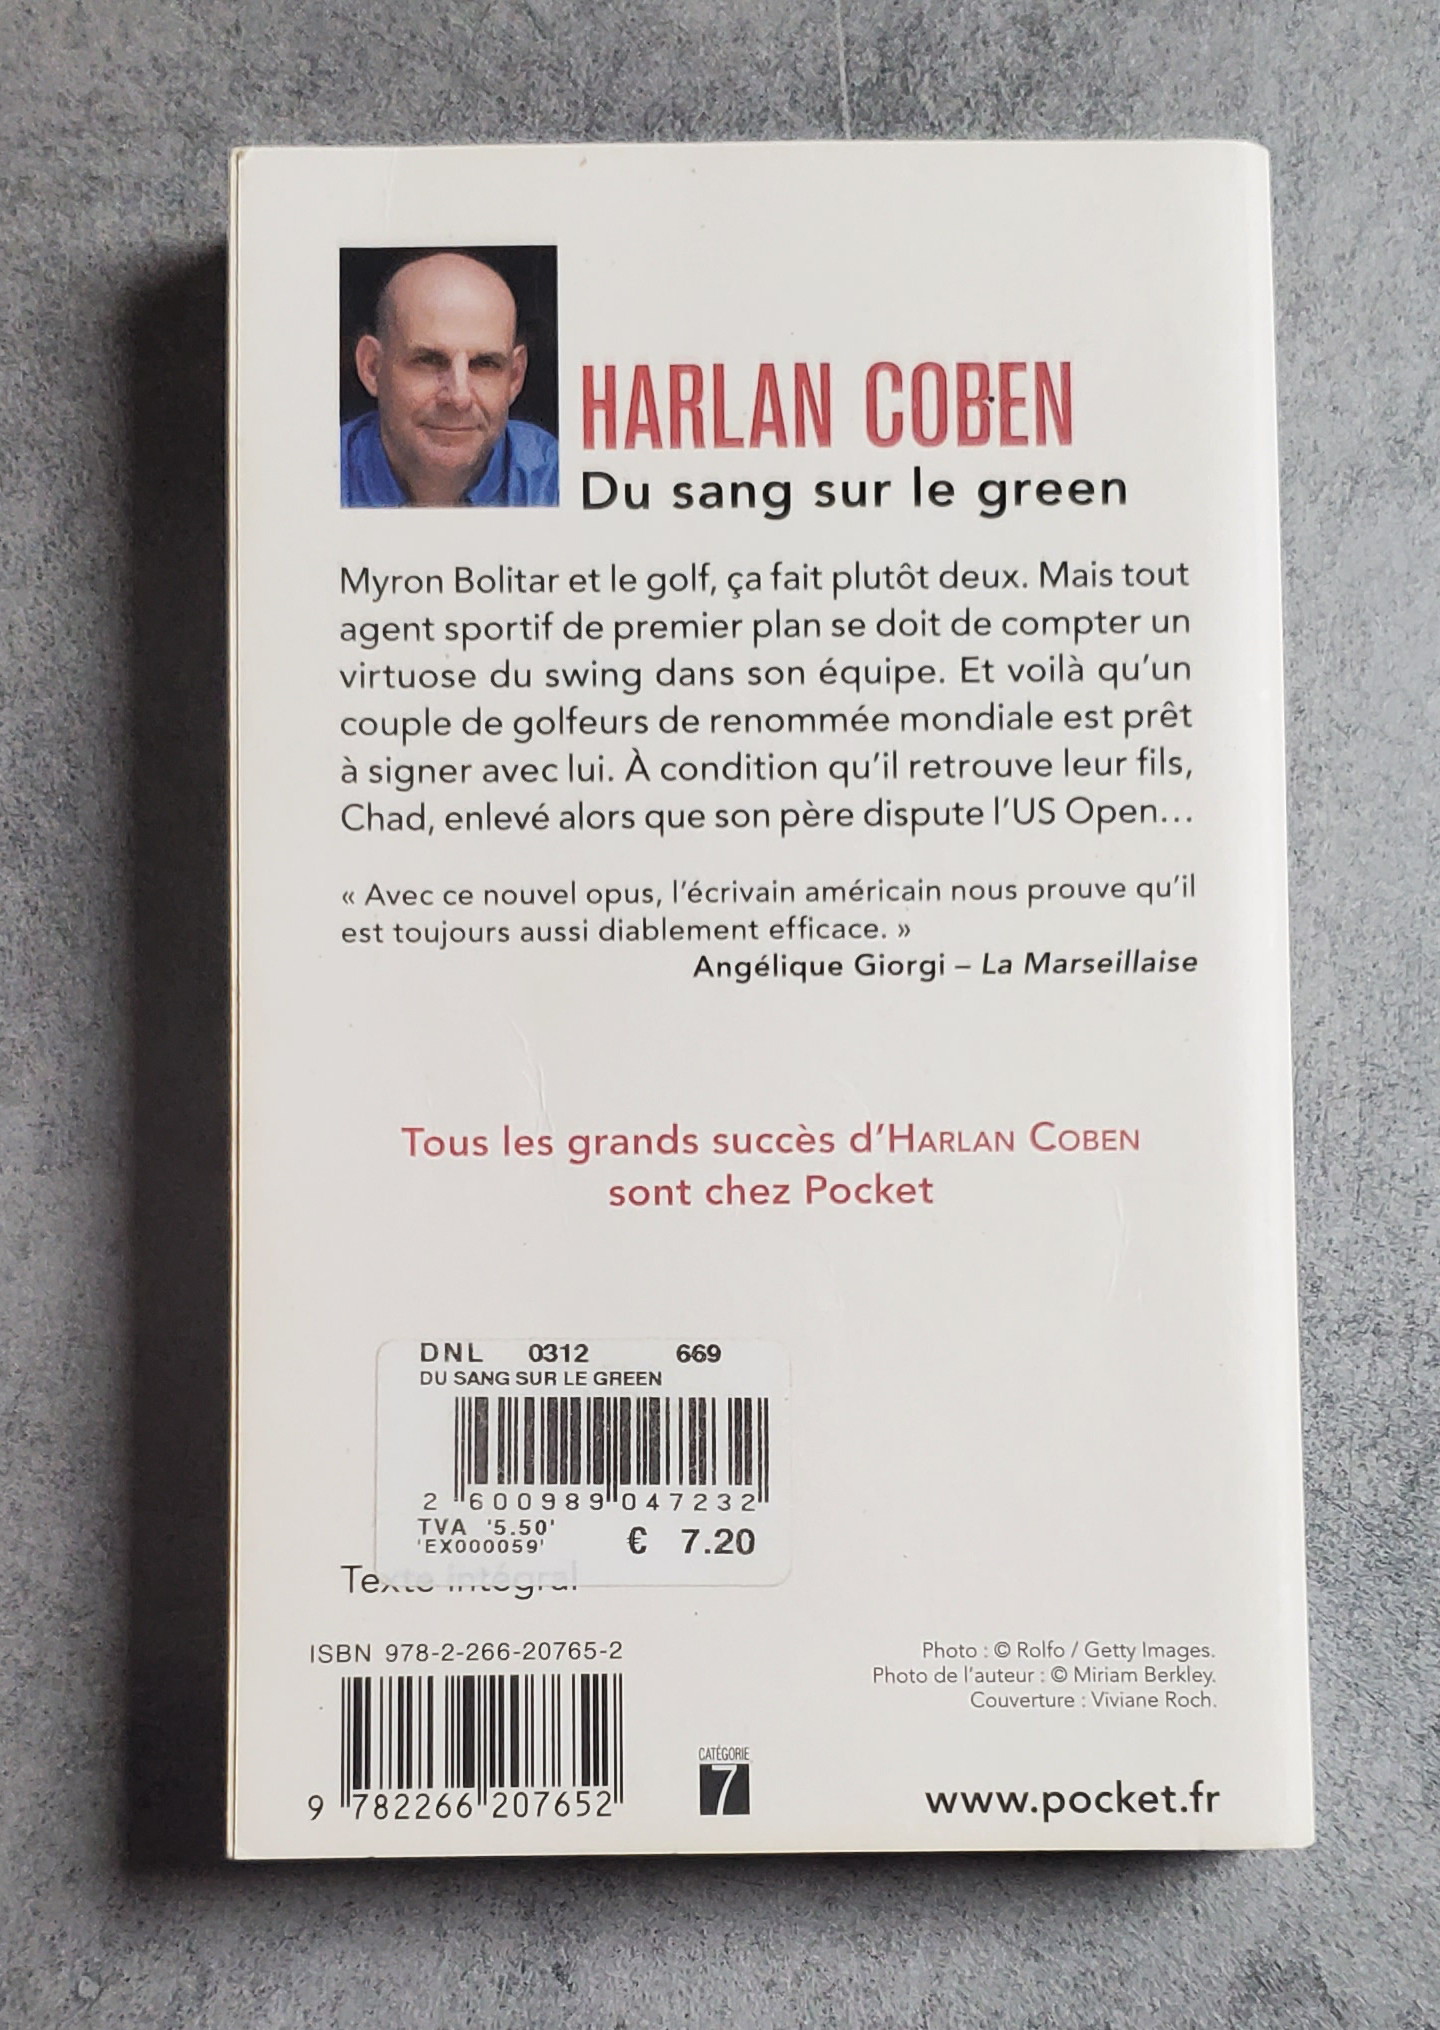 HARLAN COBEN
Du sang sur le green
Myron Bolitar et le golf, ça fait plutôt deux. Mais tout
agent sportif de premier plan se doit de compter un
virtuose du swing dans son équipe. Et voilà qu'un
couple de golfeurs de renommée mondiale est prêt
à signer avec lui. À condition qu'il retrouve leur fils,
Chad, enlevé alors que son père dispute l'US Open...
« Avec ce nouvel opus, l'écrivain américain nous prouve qu'il
est toujours aussi diablement efficace. »
Angélique Giorgi – La Marseillaise
Tous les grands succès d'HARLAN COBEN
sont chez Pocket
DNL 0312 669
DU SANG SUR LE GREEN
2 600989 047232
TVA '5.50'
€ 7.20
'EX000059'
Texte intégral
ISBN 978-2-266-20765-2
9 782266 207652
Photo : © Rolfo / Getty Images.
Photo de l'auteur : © Miriam Berkley.
Couverture : Viviane Roch.
CATÉGORIE
7
www.pocket.fr